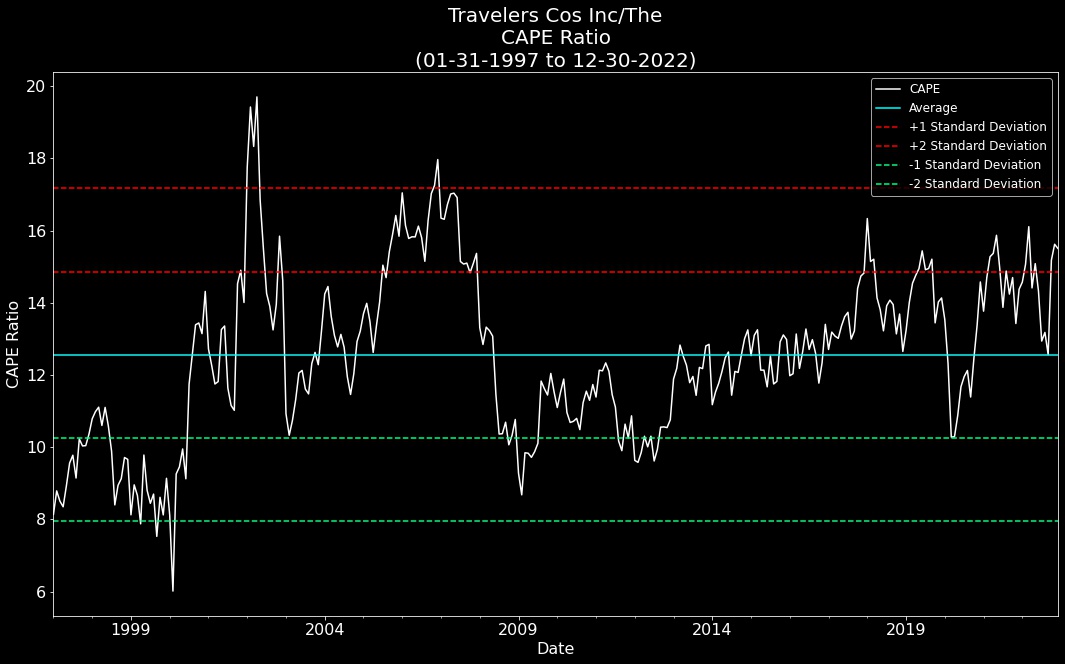 Travelers Cos Inc/The
CAPE Ratio
(01-31-1997 to 12-30-2022)
CAPE
Average
+1 Standard Deviation
+2 Standard Deviation
-1 Standard Deviation
-2 Standard Deviation
CAPE Ratio
20
18
16
14
12
10
8
6
1999
2004
2009
2014
2019
Date